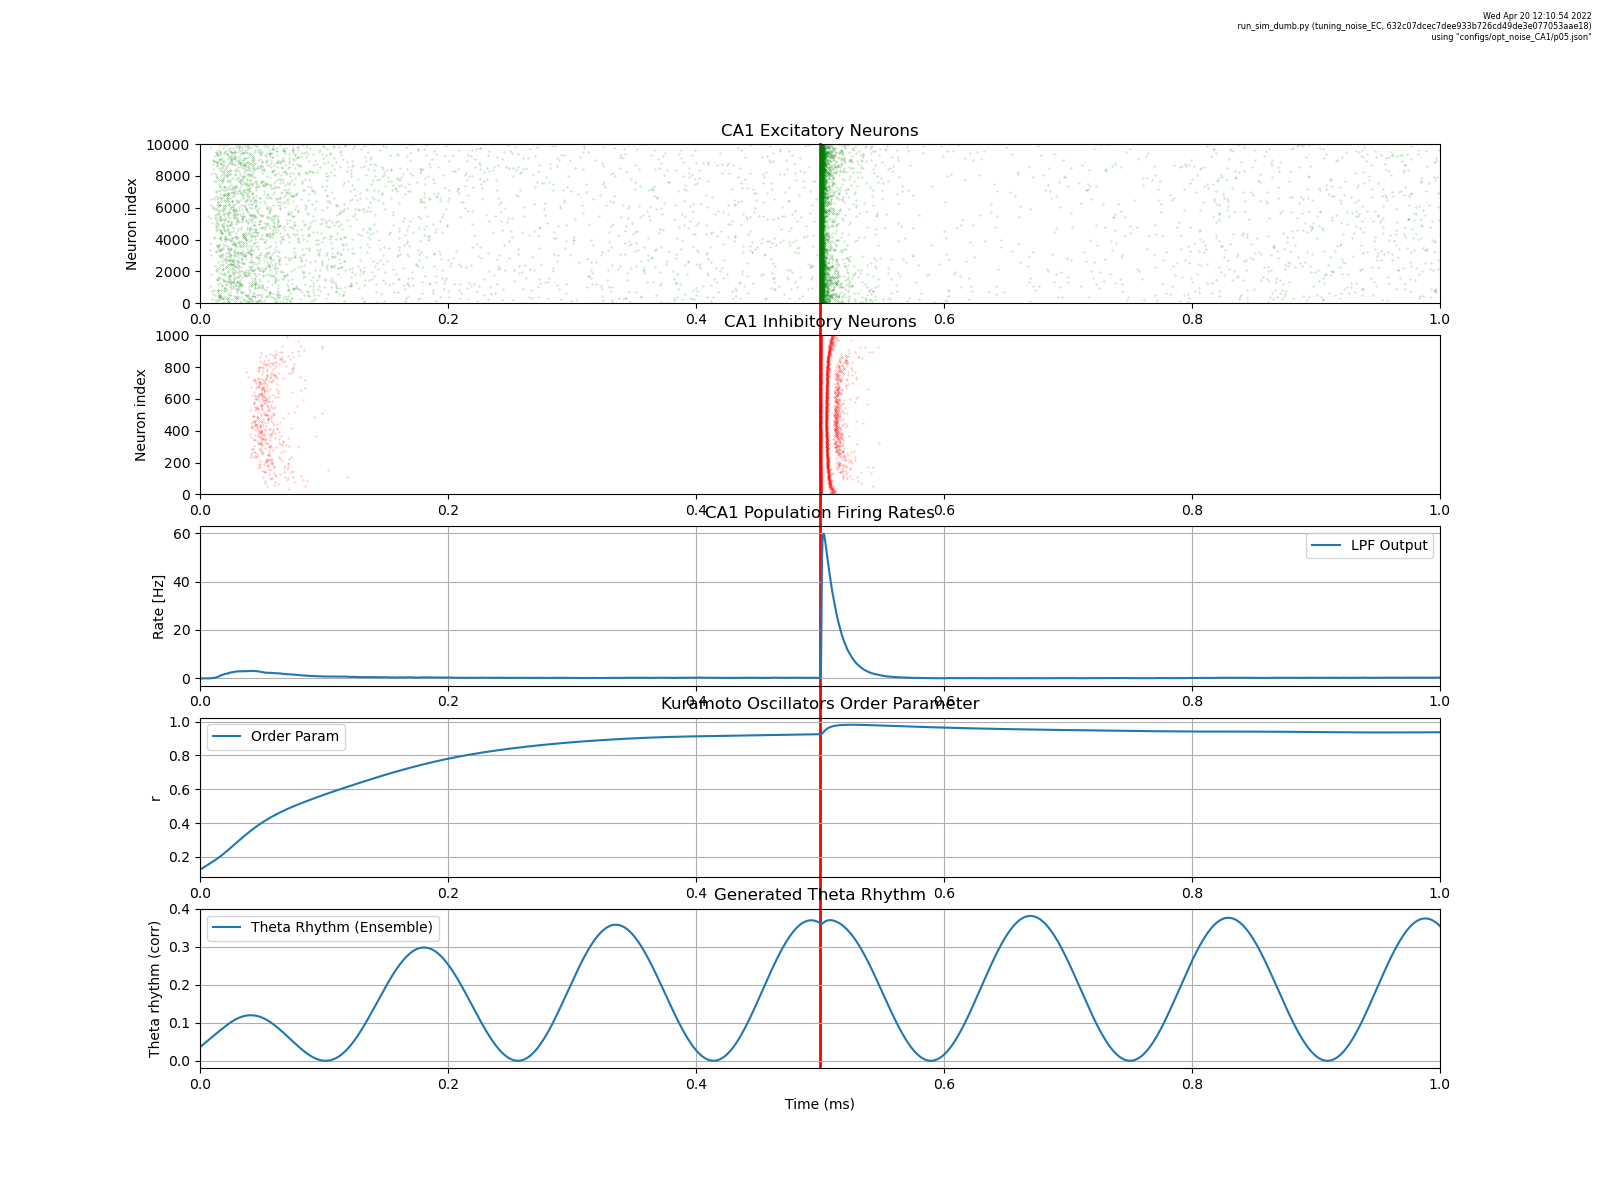 Wed Apr 20 12:10:54 2022
run_sim_dumb.py (tuning_noise_EC, 632c07dcec7dee933b726cd49de3e077053aae18)
using "configs/opt_noise_CA1/p05.json"
CA1 Excitatory Neurons
Neuron index
10000
8000
6000
4000
2000
0
0.0 0.2 0.4 0.6 0.8 1.0
CA1 Inhibitory Neurons
Neuron index
1000
800
600
400
200
0
0.0 0.2 0.4 0.6 0.8 1.0
CA1 Population Firing Rates
Rate [Hz]
60
40
20
0
LPF Output
0.0 0.2 0.4 0.6 0.8 1.0
Kuramoto Oscillators Order Parameter
r
1.0
0.8
0.6
0.4
0.2
Order Param
0.0 0.2 0.4 0.6 0.8 1.0
Generated Theta Rhythm
Theta rhythm (corr)
0.4
0.3
0.2
0.1
0.0
Theta Rhythm (Ensemble)
0.0 0.2 0.4 0.6 0.8 1.0
Time (ms)